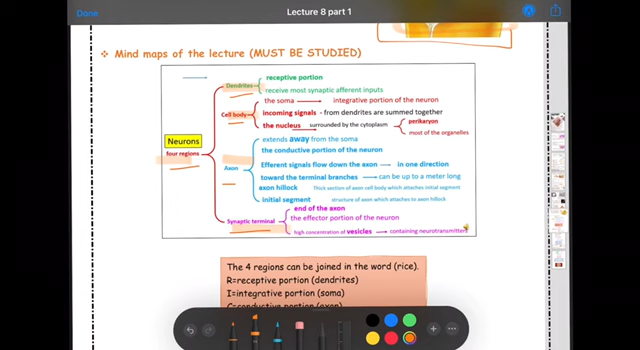 Done
Lecture 8 part 1
❖ Mind maps of the lecture (MUST BE STUDIED)
Neurons
four regions
Dendrites
receptive portion
receive most synaptic afferent inputs
Cell body
the soma → integrative portion of the neuron
incoming signals - from dendrites are summed together
the nucleus → surrounded by the cytoplasm
perikaryon
most of the organelles
Axon
extends away from the soma
the conductive portion of the neuron
Efferent signals flow down the axon → in one direction
toward the terminal branches → can be up to a meter long
axon hillock Thick section of axon cell body which attaches initial segment
initial segment structure of axon which attaches to axon hillock
Synaptic terminal
end of the axon
the effector portion of the neuron
high concentration of vesicles → containing neurotransmitters
The 4 regions can be joined in the word (rice).
R=receptive portion (dendrites)
I=integrative portion (soma)
C=conductive portion (axon)